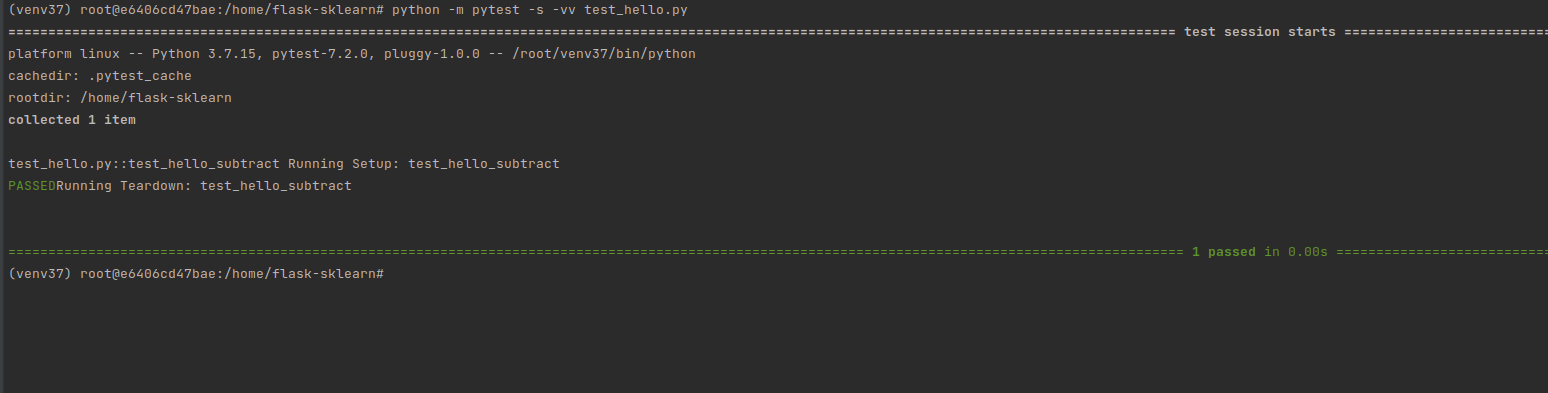 (venv37) root@e6406cd47bae:/home/flask-sklearn# python -m pytest -s -vv test_hello.py
================================================================================================================================================== test session starts ==========================
platform linux -- Python 3.7.15, pytest-7.2.0, pluggy-1.0.0 -- /root/venv37/bin/python
cachedir: .pytest_cache
rootdir: /home/flask-sklearn
collected 1 item
test_hello.py::test_hello_subtract Running Setup: test_hello_subtract
PASSEDRunning Teardown: test_hello_subtract
=================================================================================================================================================== 1 passed in 0.00s ===========================
(venv37) root@e6406cd47bae:/home/flask-sklearn#